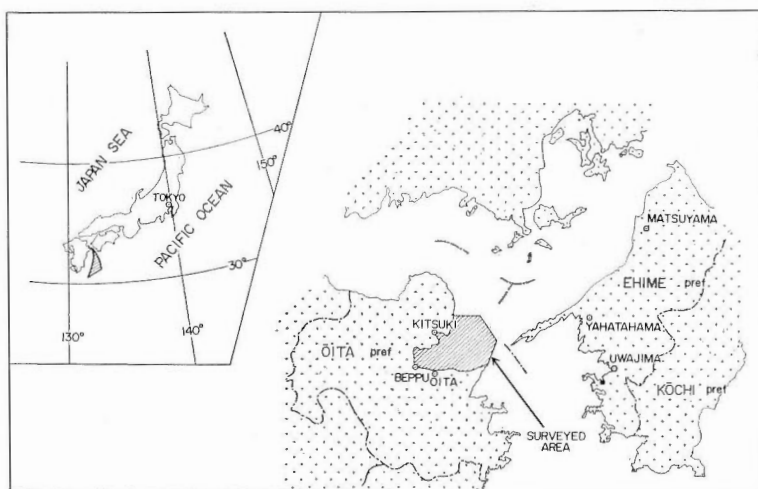 JAPAN SEA
40°
150°
TOKYO
PACIFIC OCEAN
30°
130°
140°
MATSUYAMA
EHIME pref
KITSUKI
YAHATAHAMA
ŌITA pref
UWAJIMA
BEPPU
ŌITA
KŌCHI pref
SURVEYED
AREA